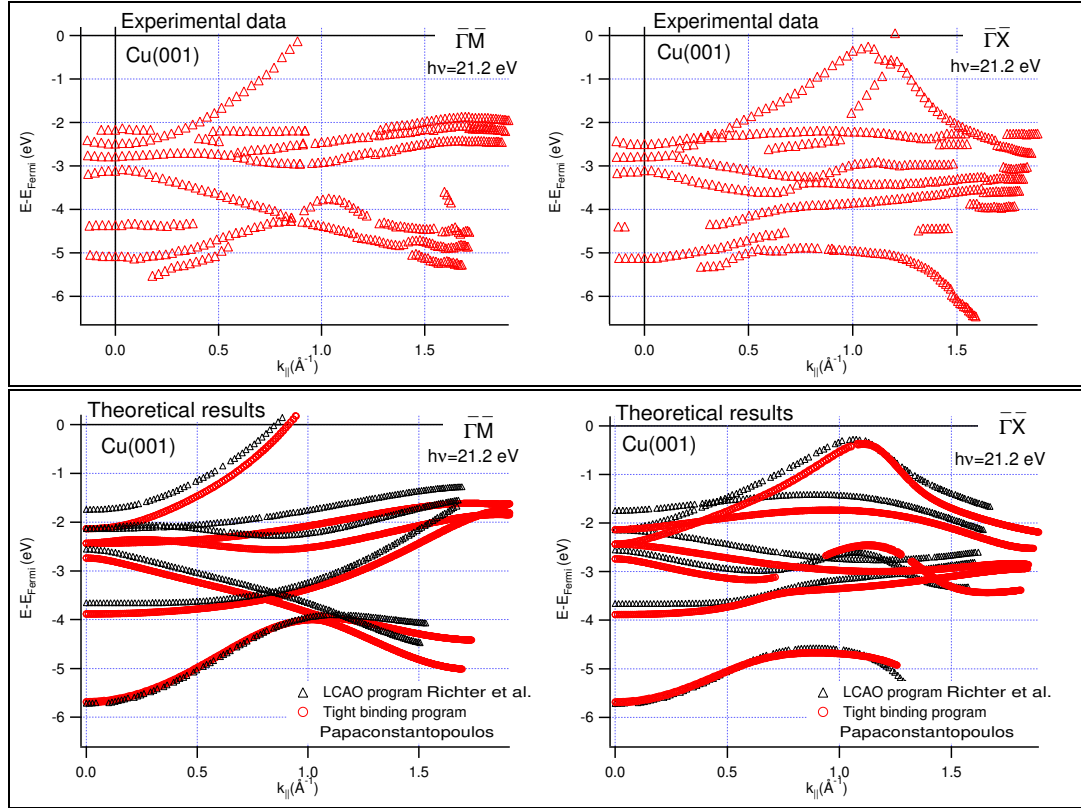 Experimental data
Cu(001)
Γ̄M̄
hν=21.2 eV
0
-1
-2
-3
-4
-5
-6
E-E_Fermi (eV)
0.0 0.5 1.0 1.5
k_||(Å⁻¹)
Experimental data
Cu(001)
Γ̄X̄
hν=21.2 eV
0
-1
-2
-3
-4
-5
-6
E-E_Fermi (eV)
0.0 0.5 1.0 1.5
k_||(Å⁻¹)
Theoretical results
Cu(001)
Γ̄M̄
hν=21.2 eV
0
-1
-2
-3
-4
-5
-6
E-E_Fermi (eV)
LCAO program Richter et al.
Tight binding program
Papaconstantopoulos
0.0 0.5 1.0 1.5
k_||(Å⁻¹)
Theoretical results
Cu(001)
Γ̄X̄
hν=21.2 eV
0
-1
-2
-3
-4
-5
-6
E-E_Fermi (eV)
LCAO program Richter et al.
Tight binding program
Papaconstantopoulos
0.0 0.5 1.0 1.5
k_||(Å⁻¹)